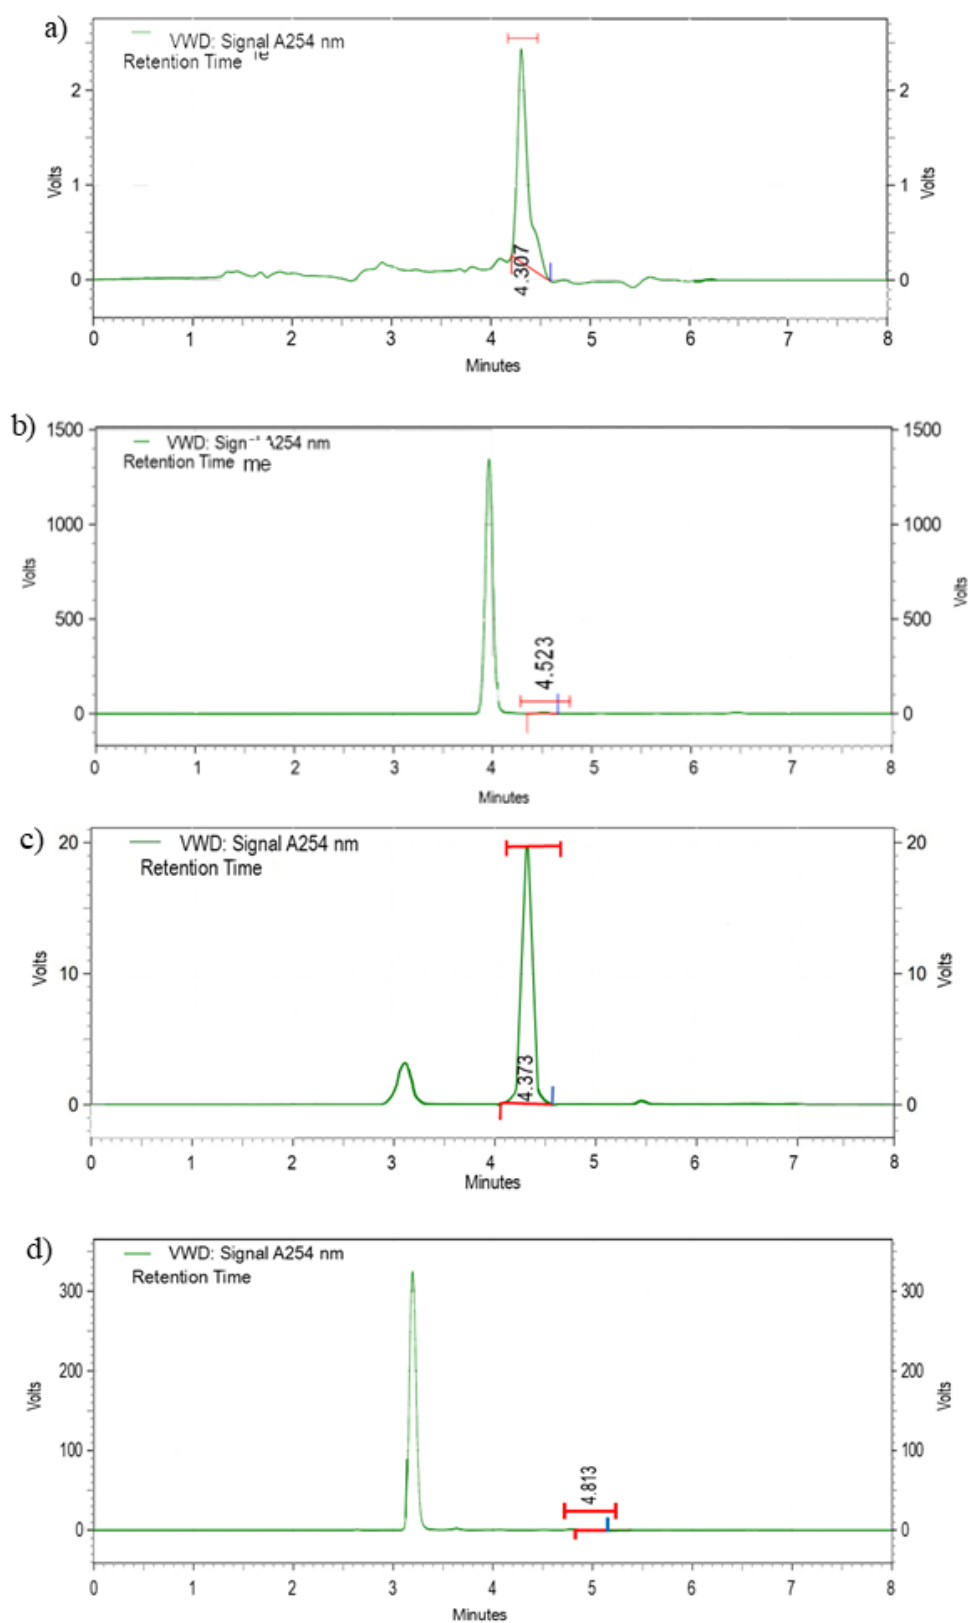 a)
VWD: Signal A254 nm
Retention Time
2
2
Volts
1
1
Volts
0
4.307
0
0 1 2 3 4 5 6 7 8
Minutes
b)
1500
1500
VWD: A254 nm
Retention Time me
1000
1000
Volts
Volts
500
4.523
500
0
0
0 1 2 3 4 5 6 7 8
Minutes
c)
20
VWD: Signal A254 nm
20
Retention Time
Volts
10
10
Volts
4.373
0
0
0 1 2 3 4 5 6 7 8
Minutes
d)
VWD: Signal A254 nm
Retention Time
300
300
Volts
200
200
Volts
100
100
4.813
0
0
0 1 2 3 4 5 6 7 8
Minutes